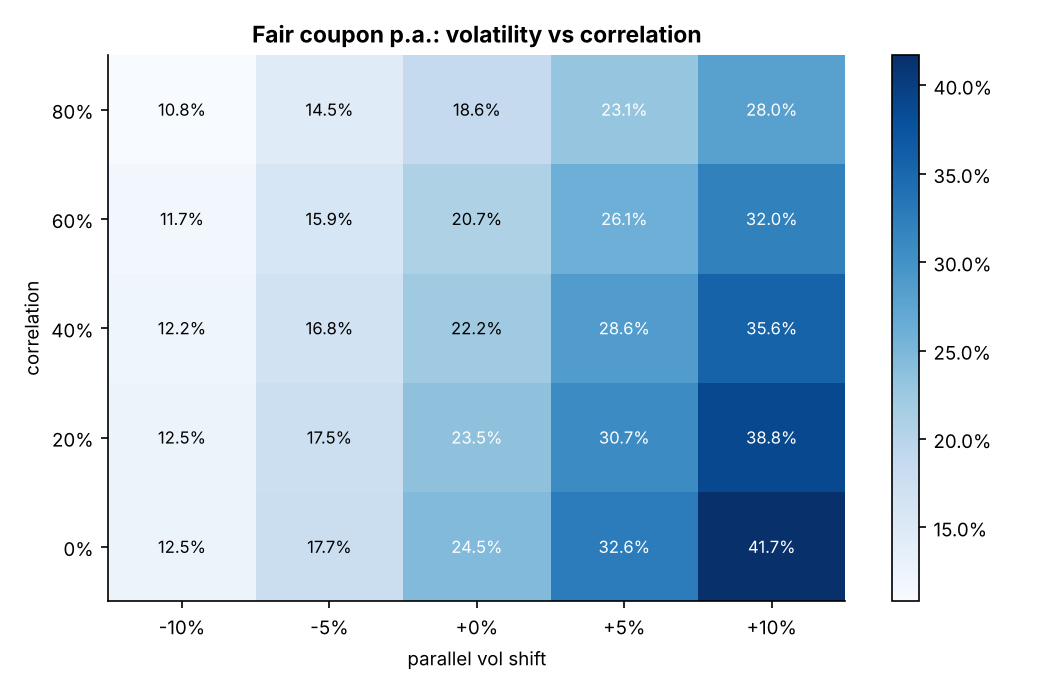 Fair coupon p.a.: volatility vs correlation
80% 10.8% 14.5% 18.6% 23.1% 28.0% 40.0%
35.0%
60% 11.7% 15.9% 20.7% 26.1% 32.0%
30.0%
correlation
40% 12.2% 16.8% 22.2% 28.6% 35.6%
25.0%
20% 12.5% 17.5% 23.5% 30.7% 38.8% 20.0%
15.0%
0% 12.5% 17.7% 24.5% 32.6% 41.7%
-10% -5% +0% +5% +10%
parallel vol shift